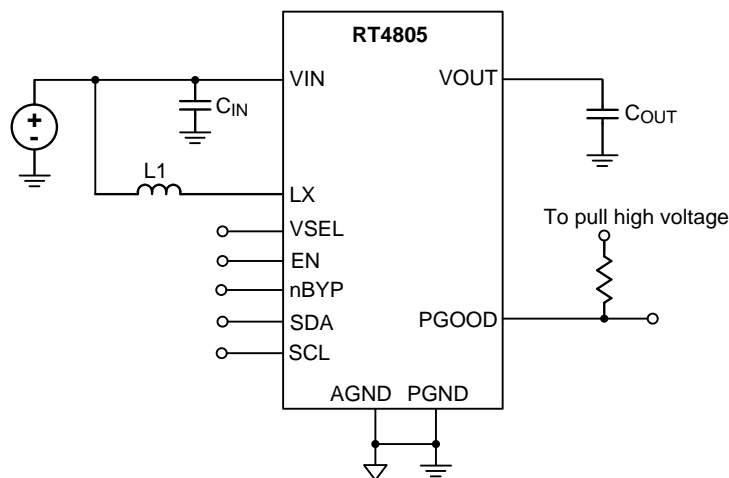 RT4805
VIN
VOUT
CIN
COUT
+
-
L1
LX
To pull high voltage
VSEL
EN
nBYP
PGOOD
SDA
SCL
AGND PGND